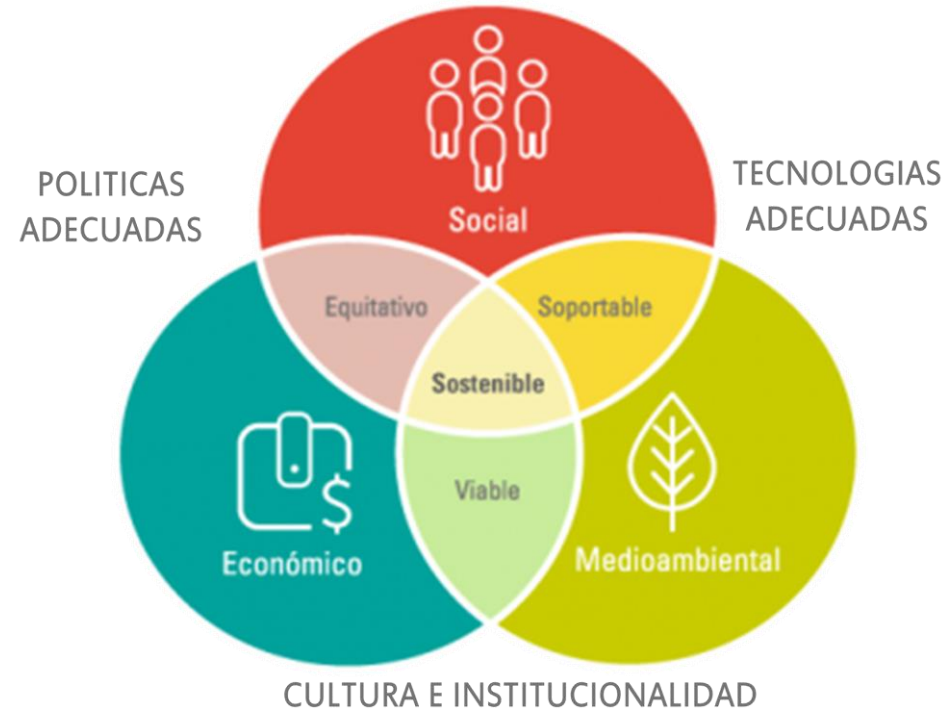 POLITICAS
ADECUADAS
TECNOLOGIAS
ADECUADAS
Social
Equitativo
Soportable
Sostenible
$
Viable
Económico
Medioambiental
CULTURA E INSTITUCIONALIDAD